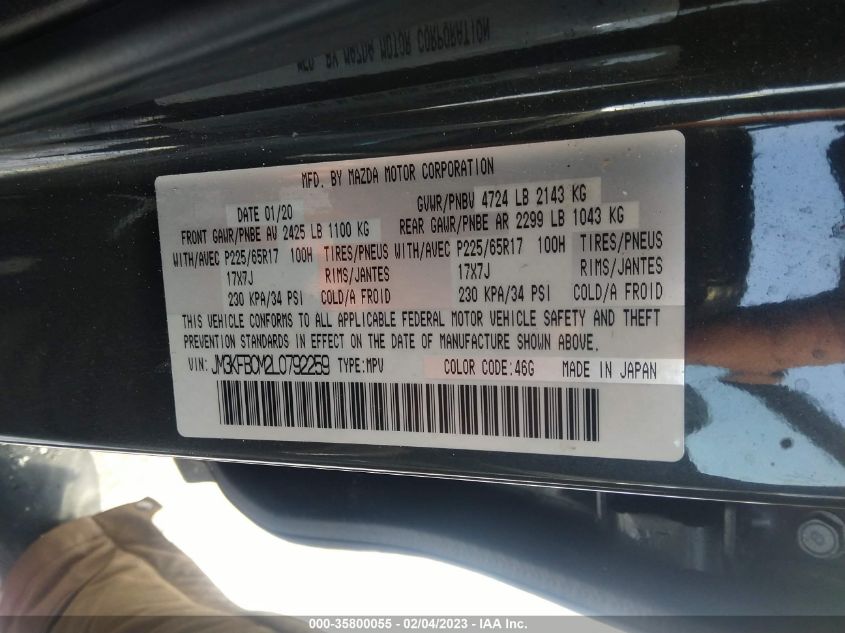 MFD. BY MAZDA MOTOR CORPORATION
DATE 01/20 GVWR/PNBV 4724 LB 2143 KG
FRONT GAWR/PNBE AV 2425 LB 1100 KG REAR GAWR/PNBE AR 2299 LB 1043 KG
WITH/AVEC P225/65R17 100H TIRES/PNEUS WITH/AVEC P225/65R17 100H TIRES/PNEUS
17X7J RIMS/JANTES 17X7J RIMS/JANTES
230 KPA/34 PSI COLD/A FROID 230 KPA/34 PSI COLD/A FROID
THIS VEHICLE CONFORMS TO ALL APPLICABLE FEDERAL MOTOR VEHICLE SAFETY AND THEFT
PREVENTION STANDARDS IN EFFECT ON THE DATE OF MANUFACTURE SHOWN ABOVE.
VIN: JM3KFBCM2L0792259 TYPE:MPV COLOR CODE:46G MADE IN JAPAN
000-35800055 - 02/04/2023 - IAA Inc.